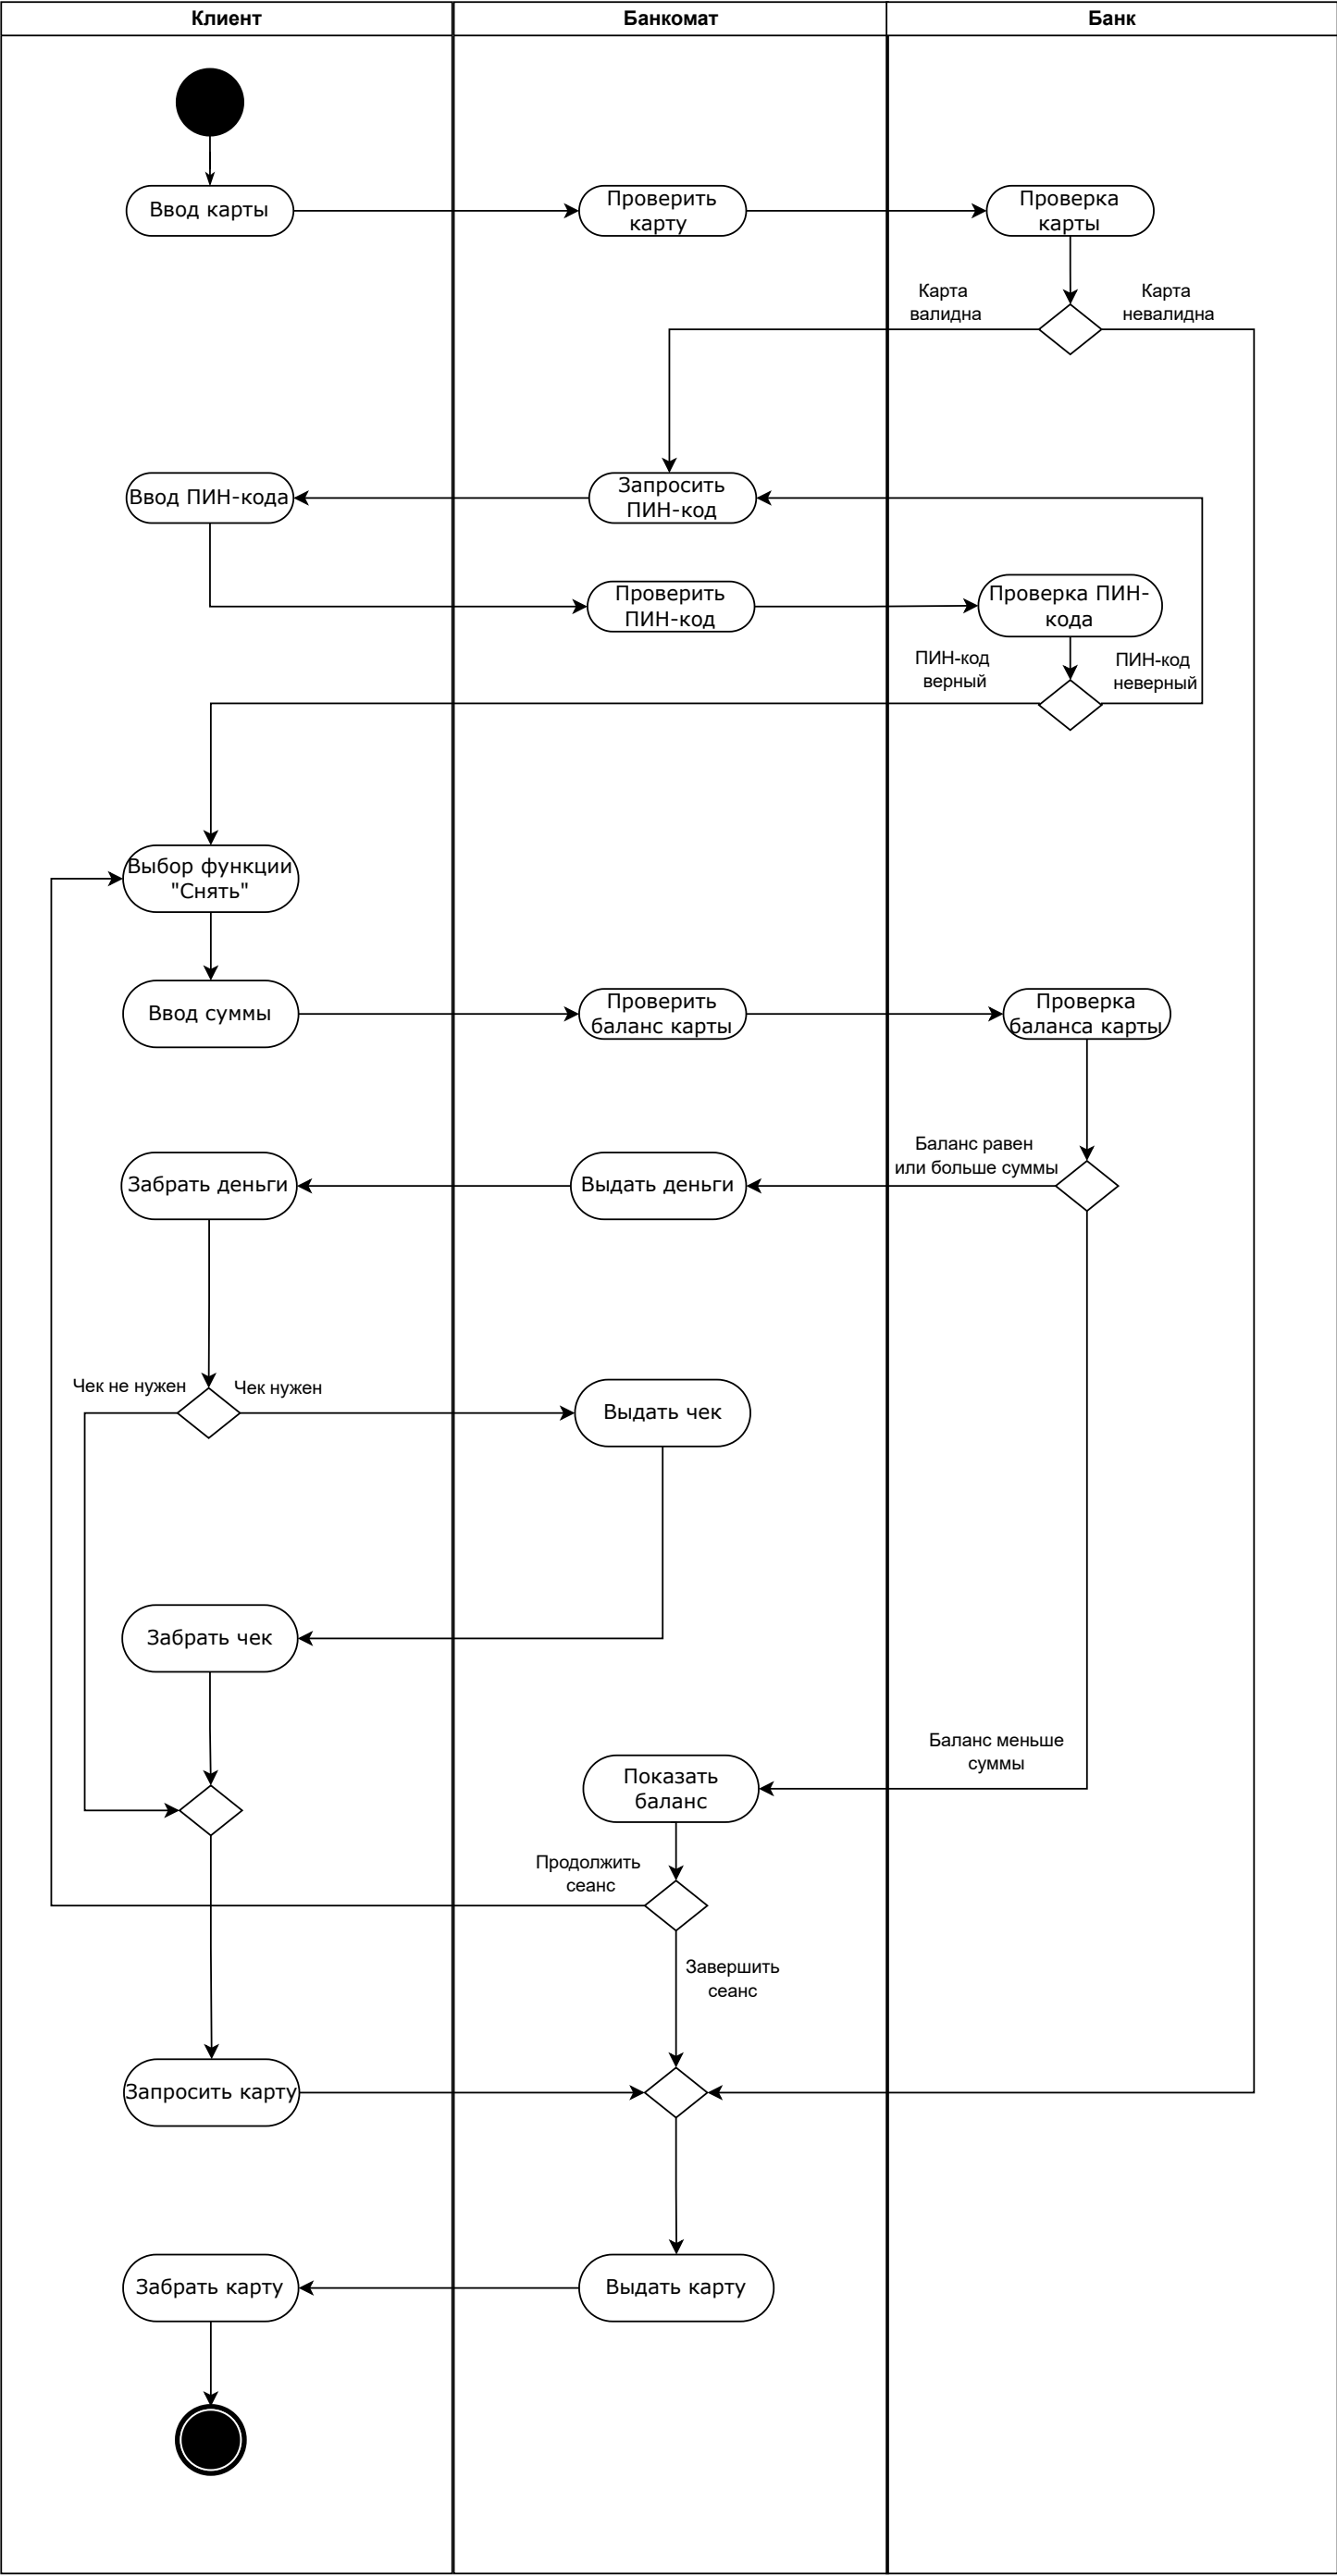 Клиент
Банкомат
Банк
Ввод карты
Проверить
карту
Проверка
карты
Карта
валидна
Карта
невалидна
Ввод ПИН-кода
Запросить
ПИН-код
Проверить
ПИН-код
Проверка ПИН-
кода
ПИН-код
верный
ПИН-код
неверный
Выбор функции
"Снять"
Ввод суммы
Проверить
баланс карты
Проверка
баланса карты
Баланс равен
или больше суммы
Забрать деньги
Выдать деньги
Чек не нужен
Чек нужен
Выдать чек
Забрать чек
Баланс меньше
суммы
Показать
баланс
Продолжить
сеанс
Завершить
сеанс
Запросить карту
Забрать карту
Выдать карту